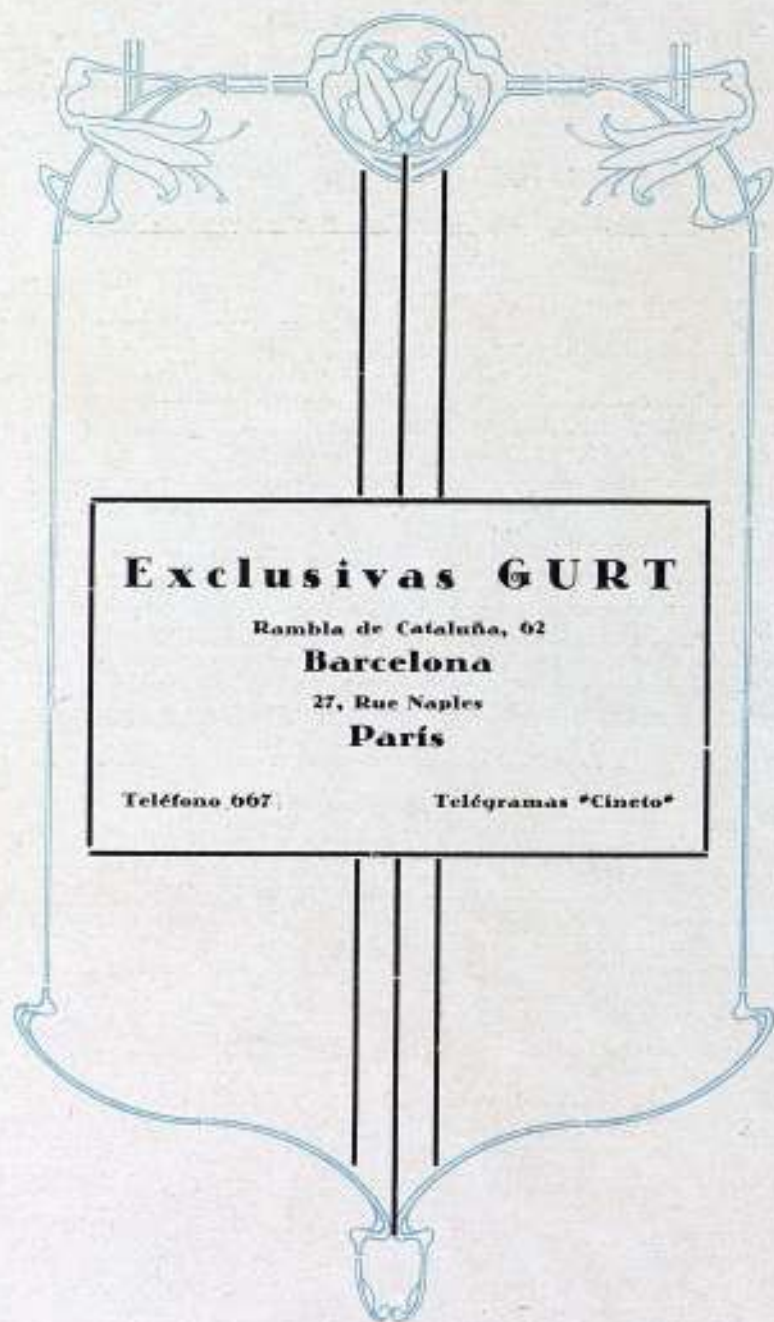 Exclusivas GURT
Rambla de Cataluña, 62
Barcelona
27, Rue Naples
París
Teléfono 667
Telégramas "Cineto"